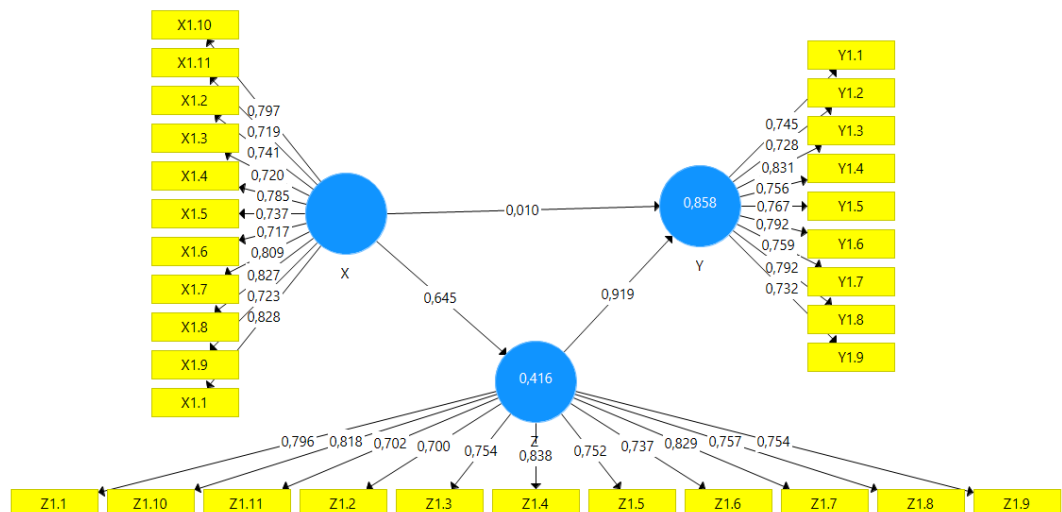 X1.10
X1.11
X1.2
X1.3
X1.4
X1.5
X1.6
X1.7
X1.8
X1.9
X1.1
0,797
0,719
0,741
0,720
0,785
0,737
0,717
0,809
0,827
0,723
0,828
X
0,010
0,645
0,919
0,858
Y
0,745
0,728
0,831
0,756
0,767
0,792
0,759
0,792
0,732
Y1.1
Y1.2
Y1.3
Y1.4
Y1.5
Y1.6
Y1.7
Y1.8
Y1.9
0,416
Z
0,796
0,818
0,702
0,700
0,754
0,838
0,752
0,737
0,829
0,757
0,754
Z1.1
Z1.10
Z1.11
Z1.2
Z1.3
Z1.4
Z1.5
Z1.6
Z1.7
Z1.8
Z1.9